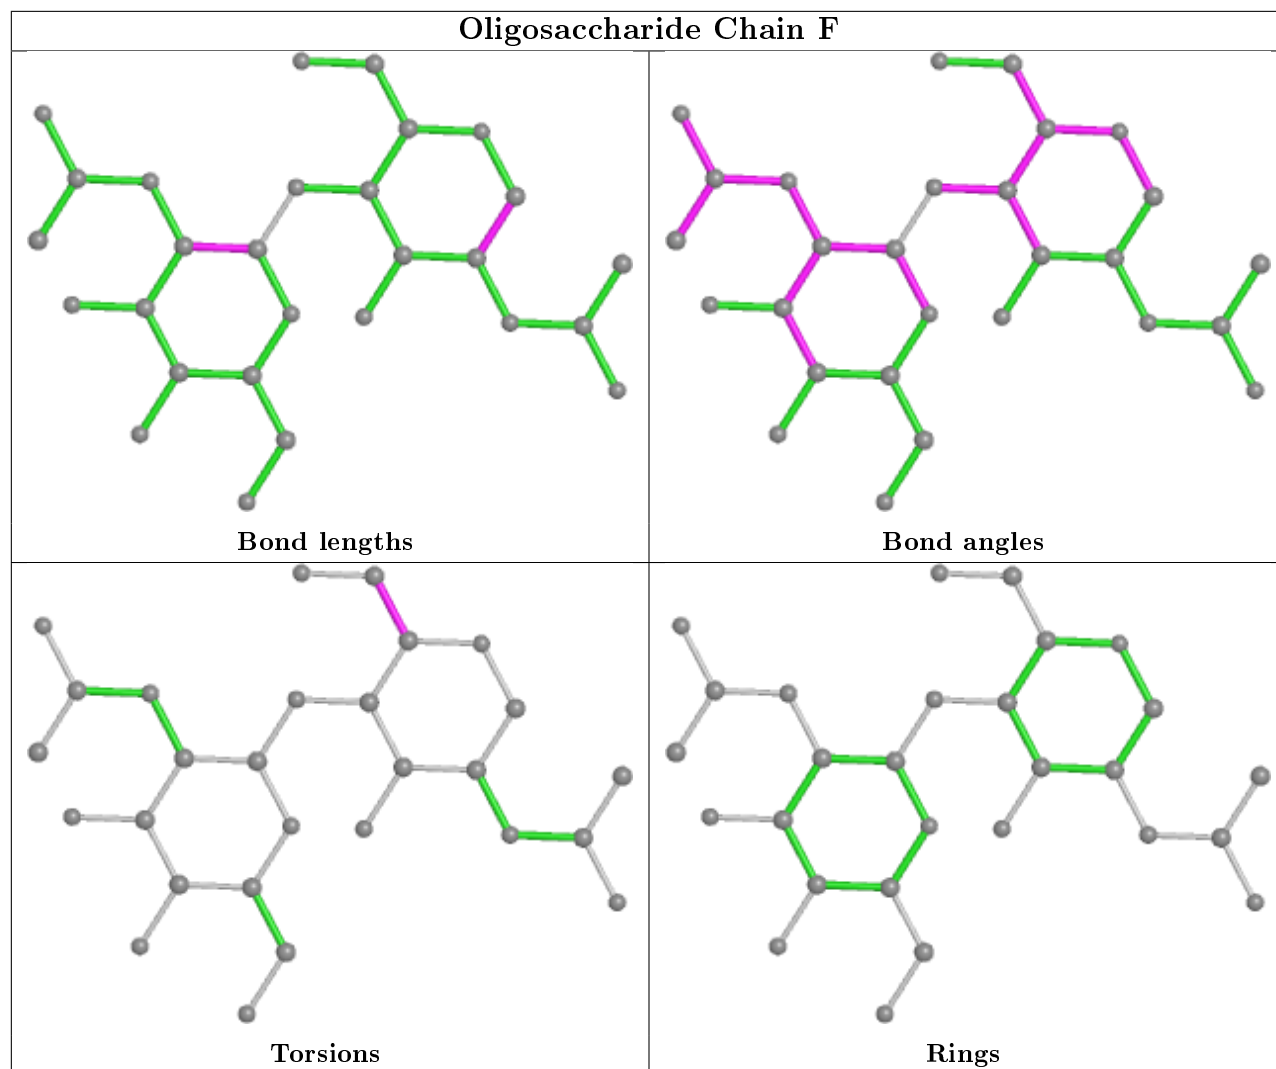 Oligosaccharide Chain F
Bond lengths
Bond angles
Torsions
Rings